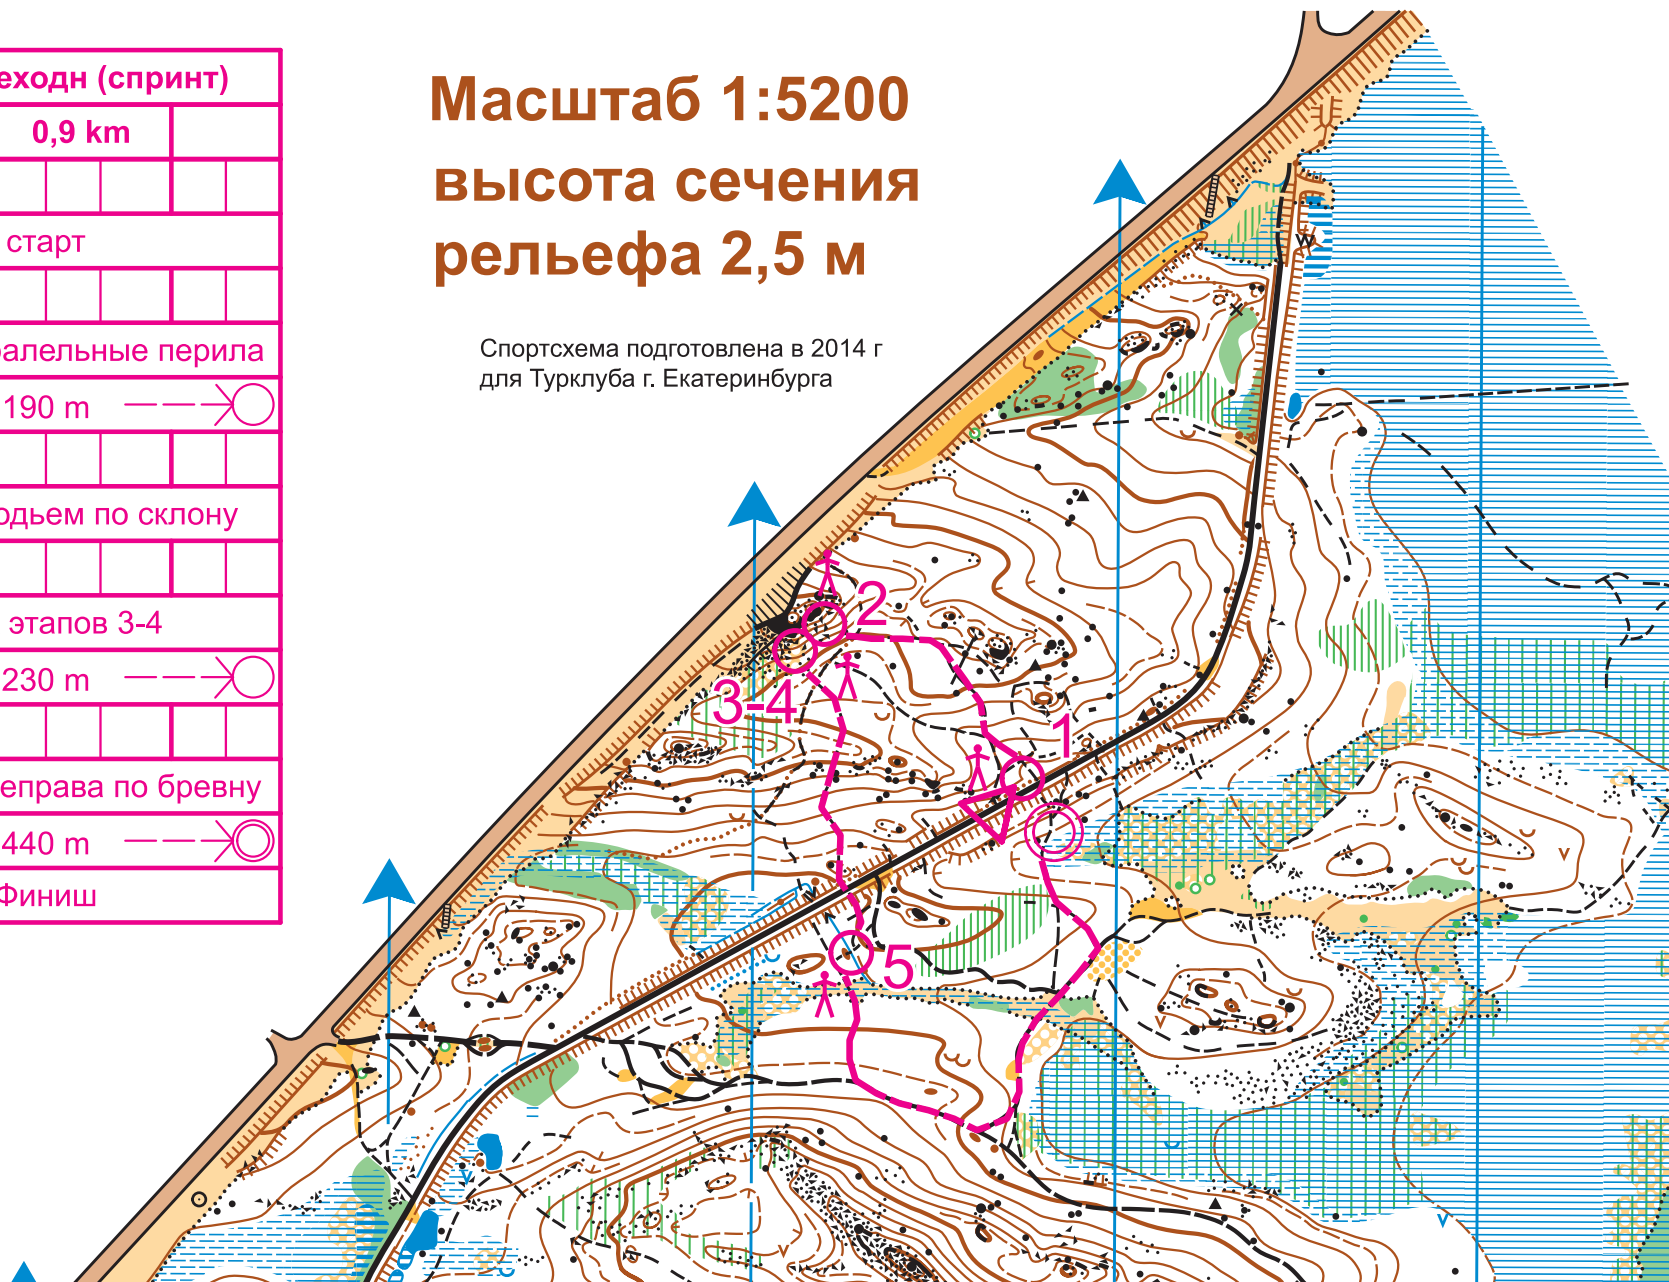 еходн (спринт)
0,9 km
старт
ралельные перила
190 m
одьем по склону
этапов 3-4
230 m
еправа по бревну
440 m
Финиш
Масштаб 1:5200
высота сечения
рельефа 2,5 м
Спортсхема подготовлена в 2014 г
для Турклуба г. Екатеринбурга
2
3-4
1
5